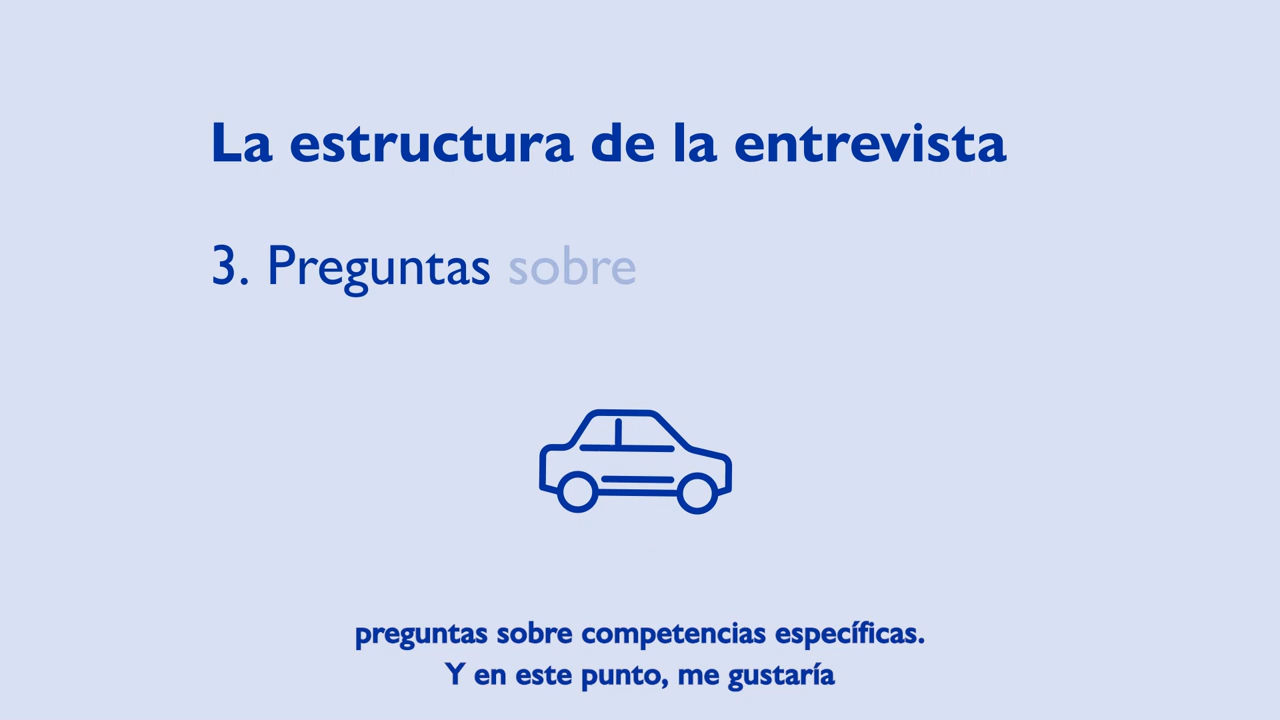 La estructura de la entrevista
3. Preguntas sobre
preguntas sobre competencias específicas.
Y en este punto, me gustaría